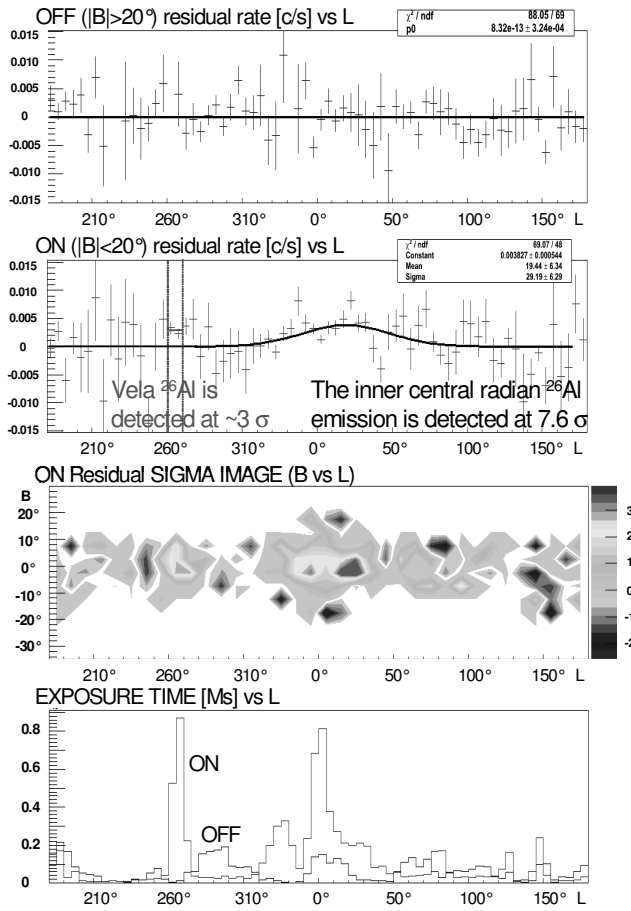 OFF (|B|>20°) residual rate [c/s] vs L
χ² / ndf 88.05 / 69
p0 8.32e-13 ± 3.24e-04
0.015
0.010
0.005
0
-0.005
-0.010
-0.015
210° 260° 310° 0° 50° 100° 150° L
ON (|B|<20°) residual rate [c/s] vs L
χ² / ndf 69.07 / 48
Constant 0.003827 ± 0.000544
Mean 19.44 ± 6.34
Sigma 29.19 ± 6.29
0.015
0.010
0.005
0
-0.005
-0.010
-0.015
Vela ²⁶Al is
detected at ~3 σ
The inner central radian ²⁶Al
emission is detected at 7.6 σ
210° 260° 310° 0° 50° 100° 150° L
ON Residual SIGMA IMAGE (B vs L)
B
20°
10°
0°
-10°
-20°
-30°
3
2
1
0
-1
-2
210° 260° 310° 0° 50° 100° 150° L
EXPOSURE TIME [Ms] vs L
0.8
0.6
0.4
0.2
0
ON
OFF
210° 260° 310° 0° 50° 100° 150° L